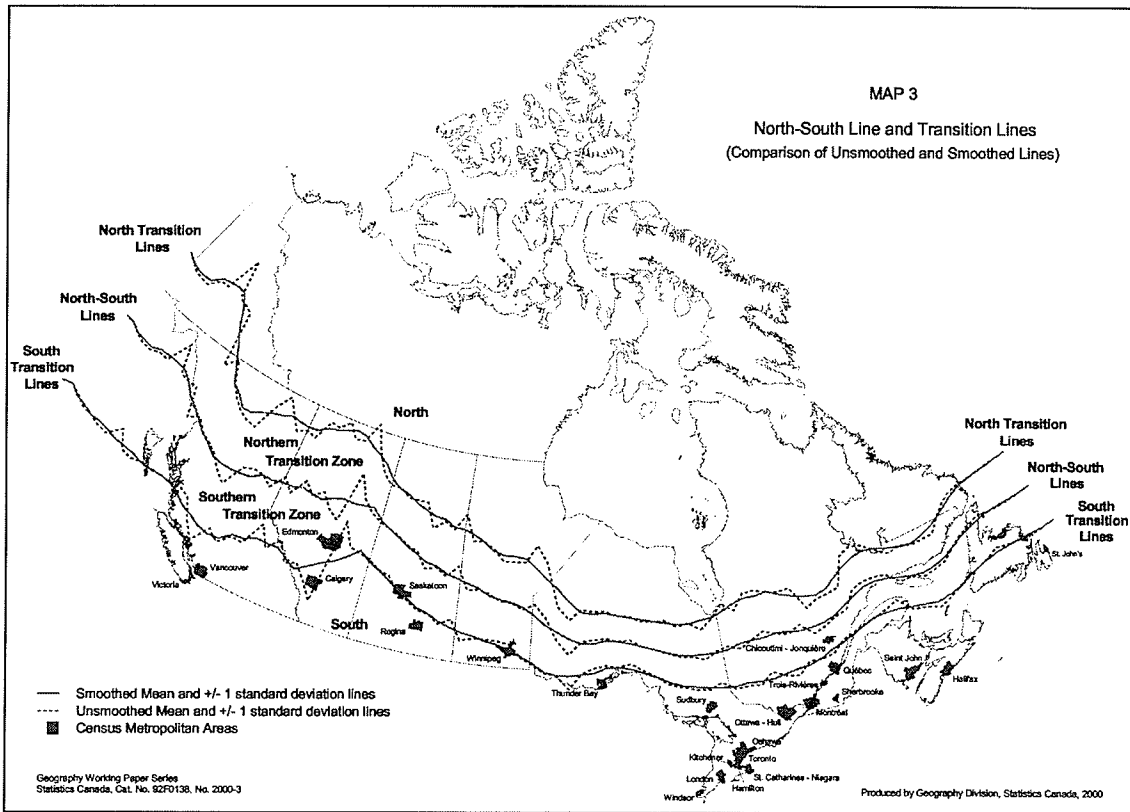 MAP 3
North-South Line and Transition Lines
(Comparison of Unsmoothed and Smoothed Lines)
North Transition
Lines
North-South
Lines
South
Transition
Lines
North
Northern
Transition Zone
Southern
Transition Zone
South
North Transition
Lines
North-South
Lines
South
Transition
Lines
Edmonton
Vancouver
Victoria
Calgary
Saskatoon
Regina
Winnipeg
Thunder Bay
Sudbury
Chicoutimi - Jonquière
Québec
Trois-Rivières
Sherbrooke
Montréal
Ottawa - Hull
Oshawa
Toronto
Kitchener
St. Catharines - Niagara
Hamilton
London
Windsor
Saint John
Halifax
St. John's
Smoothed Mean and +/- 1 standard deviation lines
Unsmoothed Mean and +/- 1 standard deviation lines
Census Metropolitan Areas
Geography Working Paper Series
Statistics Canada, Cat. No. 92F0138, No. 2000-3
Produced by Geography Division, Statistics Canada, 2000